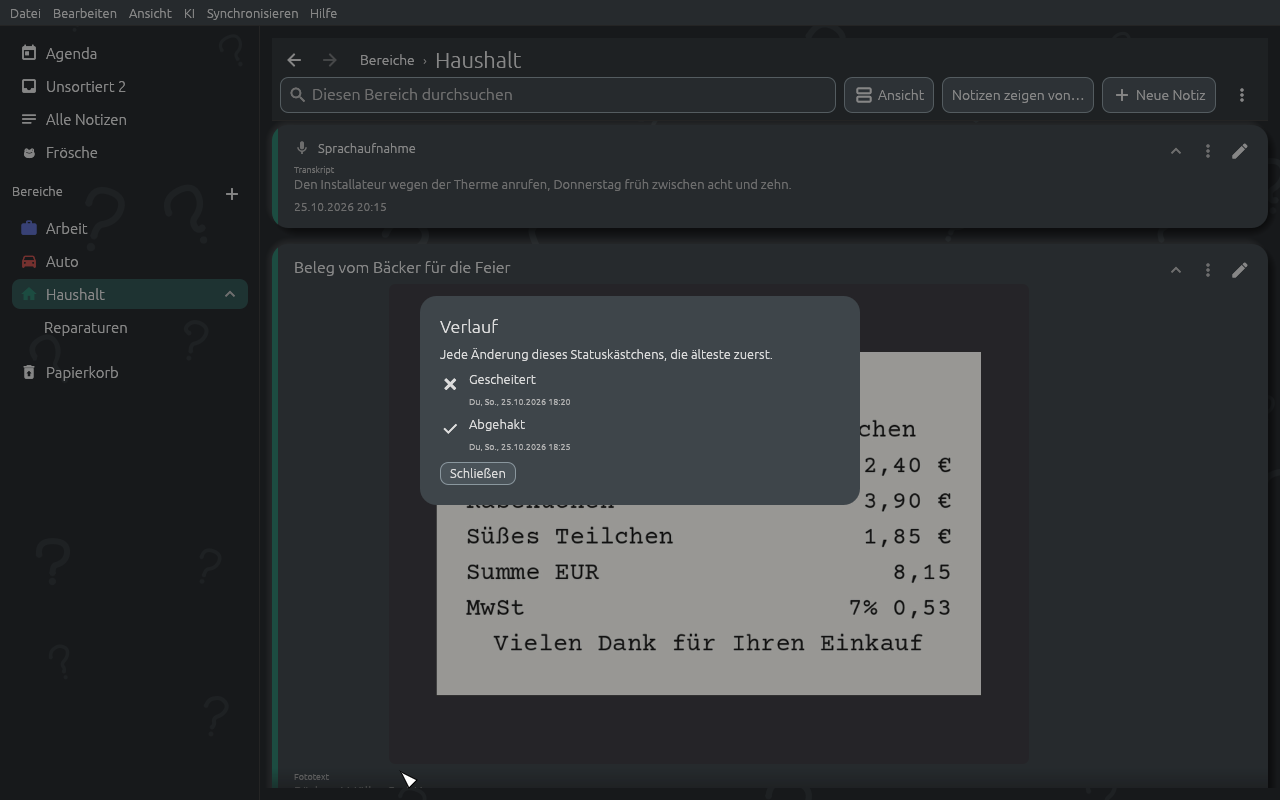 Datei Bearbeiten Ansicht KI Synchronisieren Hilfe
Agenda
Unsortiert 2
Alle Notizen
Frösche
Bereiche
Arbeit
Auto
Haushalt
Reparaturen
Papierkorb
Bereiche › Haushalt
Diesen Bereich durchsuchen
Ansicht
Notizen zeigen von…
Neue Notiz
Sprachaufnahme
Transkript
Den Installateur wegen der Therme anrufen, Donnerstag früh zwischen acht und zehn.
25.10.2026 20:15
Beleg vom Bäcker für die Feier
Verlauf
Jede Änderung dieses Statuskästchens, die älteste zuerst.
Gescheitert
Du, So., 25.10.2026 18:20
Abgehakt
Du, So., 25.10.2026 18:25
Schließen
chen
2,40 €
3,90 €
Süßes Teilchen 1,85 €
Summe EUR 8,15
MwSt 7% 0,53
Vielen Dank für Ihren Einkauf
Fototext